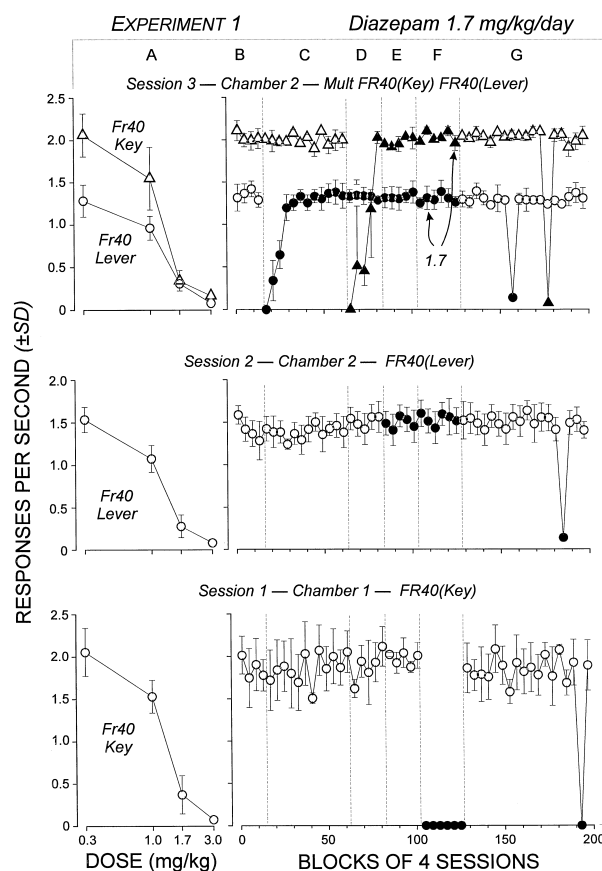 EXPERIMENT 1 Diazepam 1.7 mg/kg/day
A B C D E F G
Session 3 — Chamber 2 — Mult FR40(Key) FR40(Lever)
2.5
2.0
1.5
1.0
0.5
0
Fr40
Key
Fr40
Lever
1.7
RESPONSES PER SECOND (±SD)
Session 2 — Chamber 2 — FR40(Lever)
2.0
1.5
1.0
0.5
0
Fr40
Lever
Session 1 — Chamber 1 — FR40(Key)
2.5
2.0
1.5
1.0
0.5
0
Fr40
Key
0.3 1.0 1.7 3.0 0 50 100 150 200
DOSE (mg/kg) BLOCKS OF 4 SESSIONS